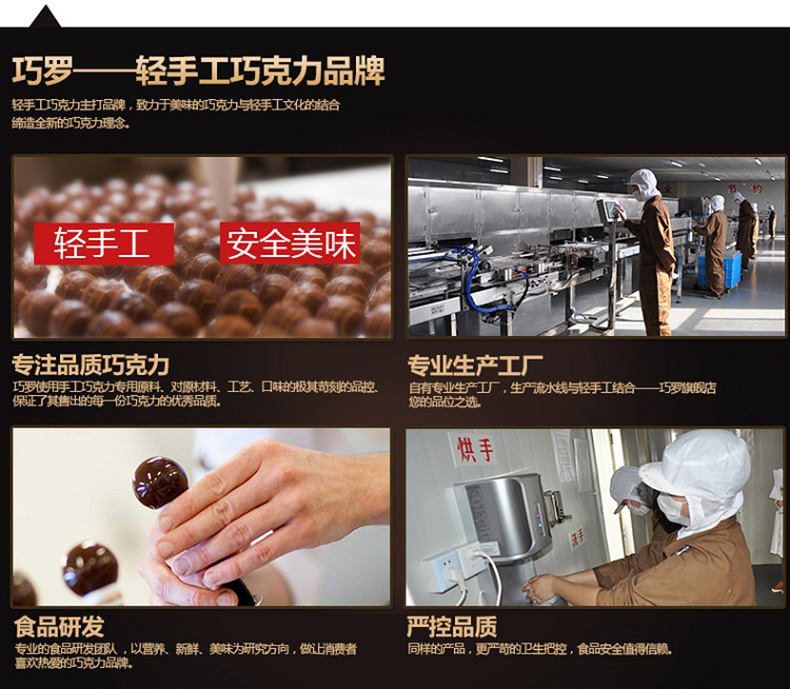 巧罗——轻手工巧克力品牌
轻手工巧克力主打品牌，致力于美味的巧克力与轻手工文化的结合
缔造全新的巧克力理念。
轻手工 安全美味
节约
专注品质巧克力
巧罗使用手工巧克力专用原料、对原材料、工艺、口味的极其苛刻的品控、
保证了其售出的每一份巧克力的优秀品质。
专业生产工厂
自有专业生产工厂，生产流水线与轻手工结合——巧罗旗舰店
您的品位之选。
烘手
洗手
食品研发
专业的食品研发团队，以营养、新鲜、美味为研究方向，做让消费者
喜欢热爱的巧克力品牌。
严控品质
同样的产品，更严苛的卫生把控，食品安全值得信赖。